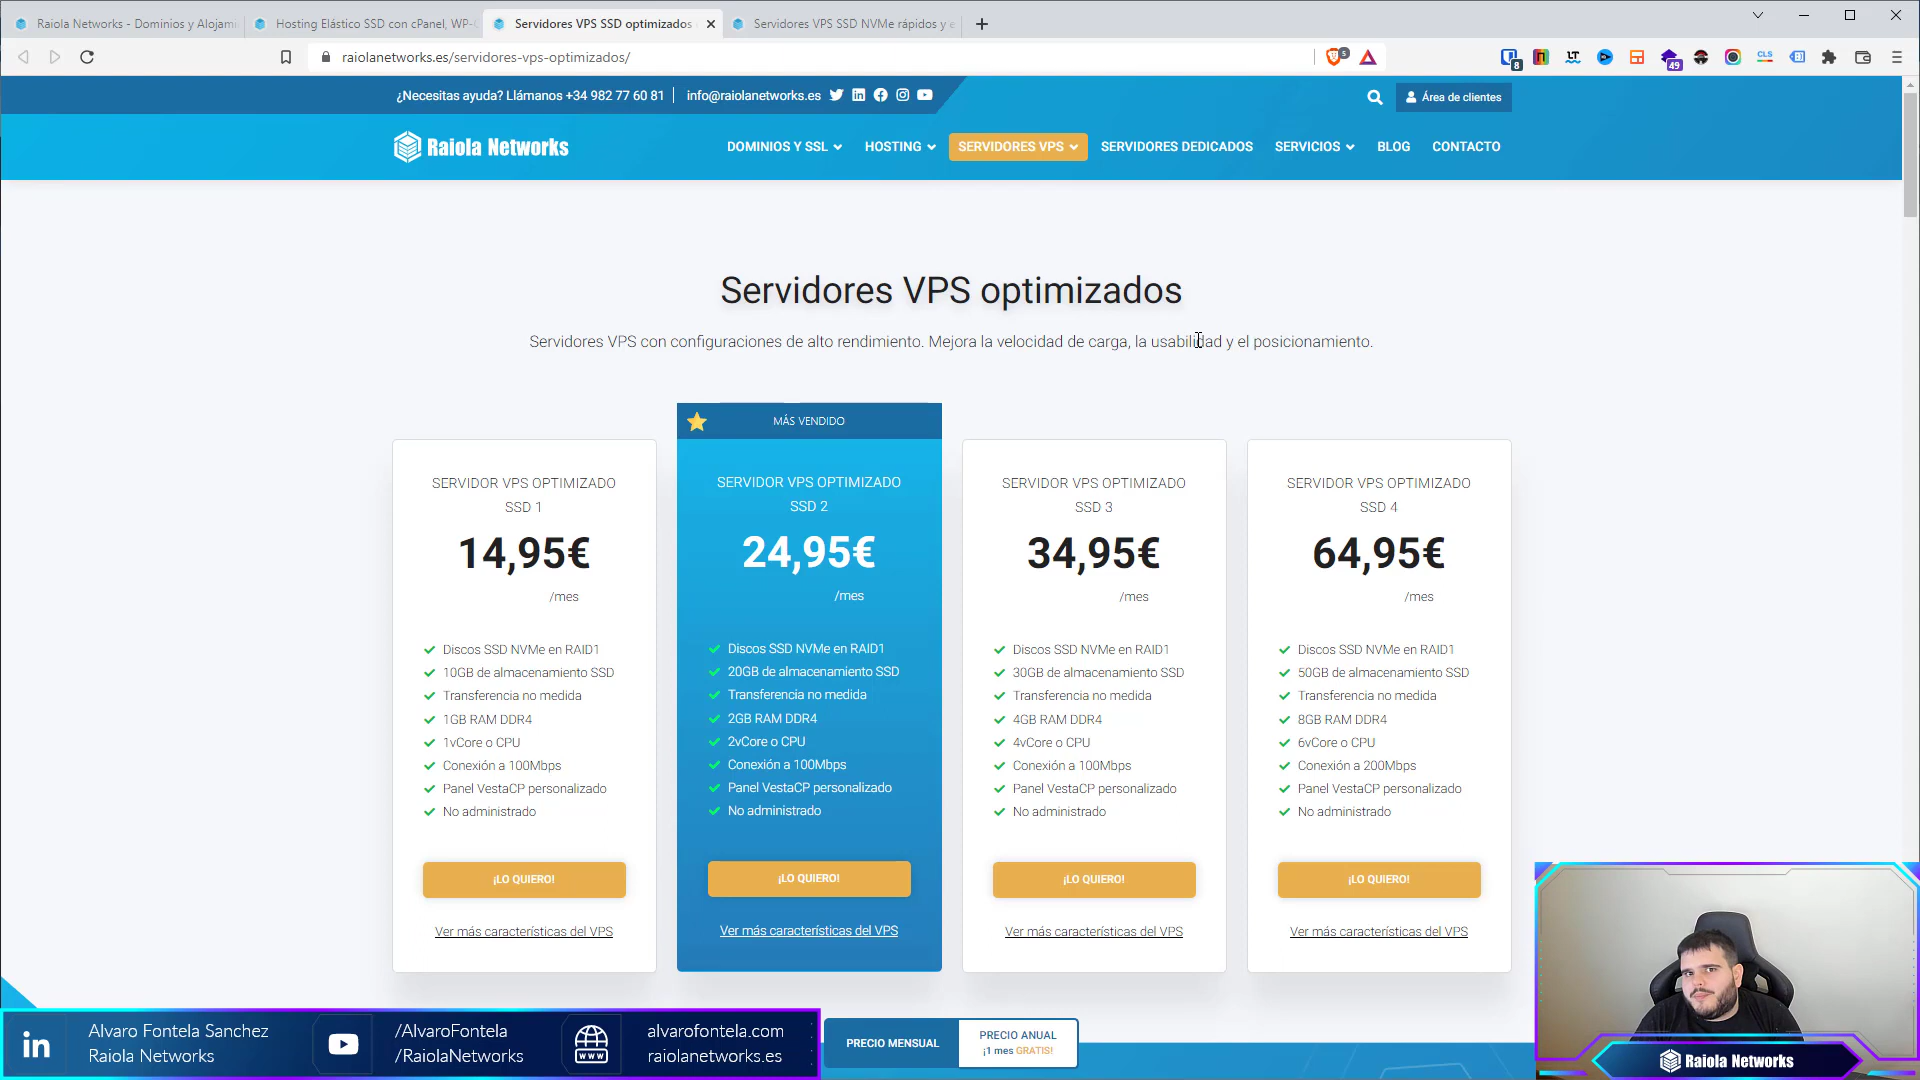 Raiola Networks - Dominios y Alojam
Hosting Elástico SSD con cPanel, WP-
Servidores VPS SSD optimizados
Servidores VPS SSD NVMe rápidos y e
raiolanetworks.es/servidores-vps-optimizados/
5
8
LT
49
CLS
¿Necesitas ayuda? Llámanos +34 982 77 60 81
info@raiolanetworks.es
Área de clientes
Raiola Networks
DOMINIOS Y SSL
HOSTING
SERVIDORES VPS
SERVIDORES DEDICADOS
SERVICIOS
BLOG
CONTACTO
Servidores VPS optimizados
Servidores VPS con configuraciones de alto rendimiento. Mejora la velocidad de carga, la usabilidad y el posicionamiento.
SERVIDOR VPS OPTIMIZADO
SSD 1
14,95€
/mes
Discos SSD NVMe en RAID1
10GB de almacenamiento SSD
Transferencia no medida
1GB RAM DDR4
1vCore o CPU
Conexión a 100Mbps
Panel VestaCP personalizado
No administrado
¡LO QUIERO!
Ver más características del VPS
MÁS VENDIDO
SERVIDOR VPS OPTIMIZADO
SSD 2
24,95€
/mes
Discos SSD NVMe en RAID1
20GB de almacenamiento SSD
Transferencia no medida
2GB RAM DDR4
2vCore o CPU
Conexión a 100Mbps
Panel VestaCP personalizado
No administrado
¡LO QUIERO!
Ver más características del VPS
SERVIDOR VPS OPTIMIZADO
SSD 3
34,95€
/mes
Discos SSD NVMe en RAID1
30GB de almacenamiento SSD
Transferencia no medida
4GB RAM DDR4
4vCore o CPU
Conexión a 100Mbps
Panel VestaCP personalizado
No administrado
¡LO QUIERO!
Ver más características del VPS
SERVIDOR VPS OPTIMIZADO
SSD 4
64,95€
/mes
Discos SSD NVMe en RAID1
50GB de almacenamiento SSD
Transferencia no medida
8GB RAM DDR4
6vCore o CPU
Conexión a 200Mbps
Panel VestaCP personalizado
No administrado
¡LO QUIERO!
Ver más características del VPS
in
Alvaro Fontela Sanchez
Raiola Networks
/AlvaroFontela
/RaiolaNetworks
www
alvarofontela.com
raiolanetworks.es
PRECIO MENSUAL
PRECIO ANUAL
¡1 mes GRATIS!
Raiola Networks